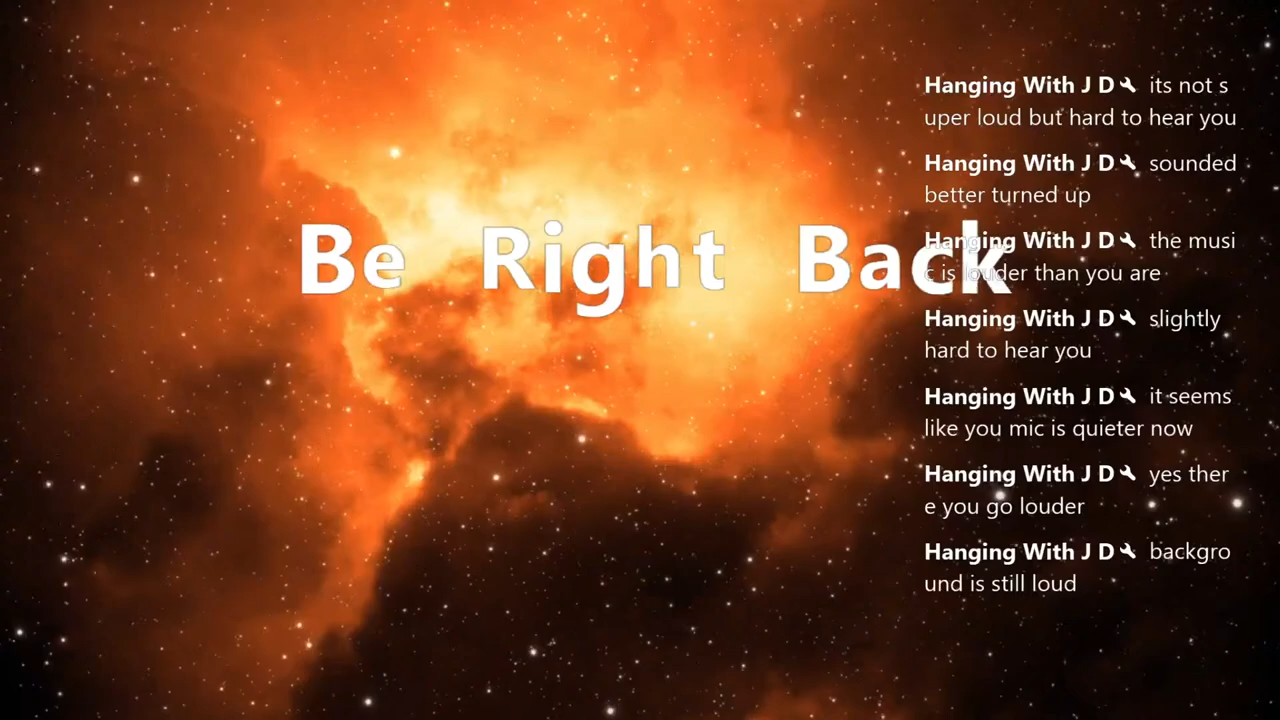 Be Right Back
Hanging With J D its not s
uper loud but hard to hear you
Hanging With J D sounded
better turned up
Hanging With J D the musi
c is louder than you are
Hanging With J D slightly
hard to hear you
Hanging With J D it seems
like you mic is quieter now
Hanging With J D yes ther
e you go louder
Hanging With J D backgro
und is still loud